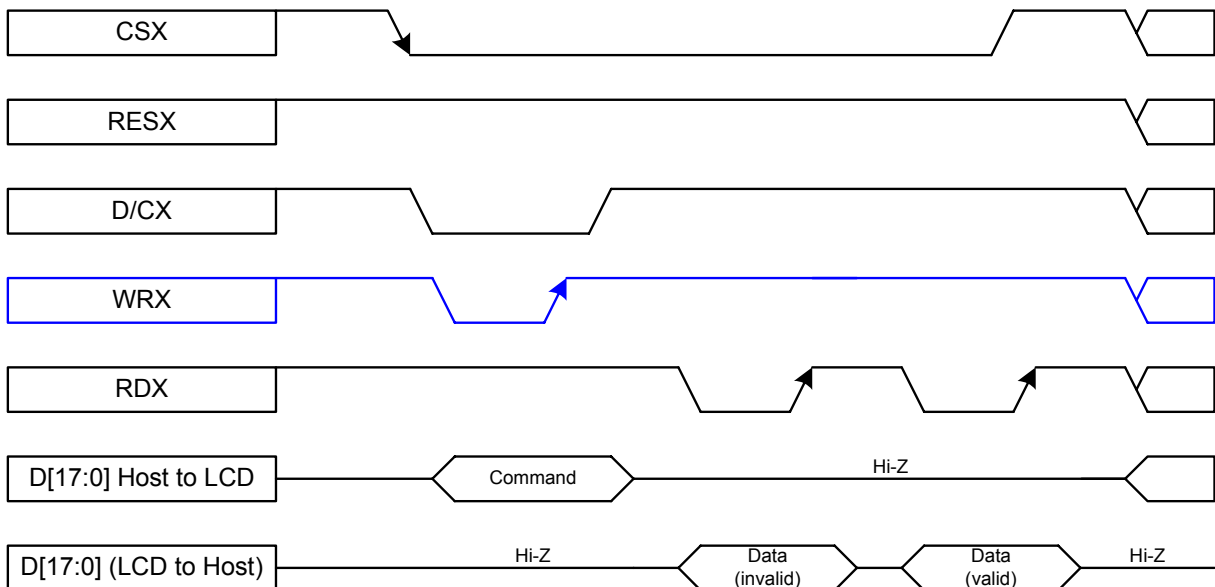 CSX
RESX
D/CX
WRX
RDX
D[17:0] Host to LCD
Command
Hi-Z
D[17:0] (LCD to Host)
Hi-Z
Data
(invalid)
Data
(valid)
Hi-Z